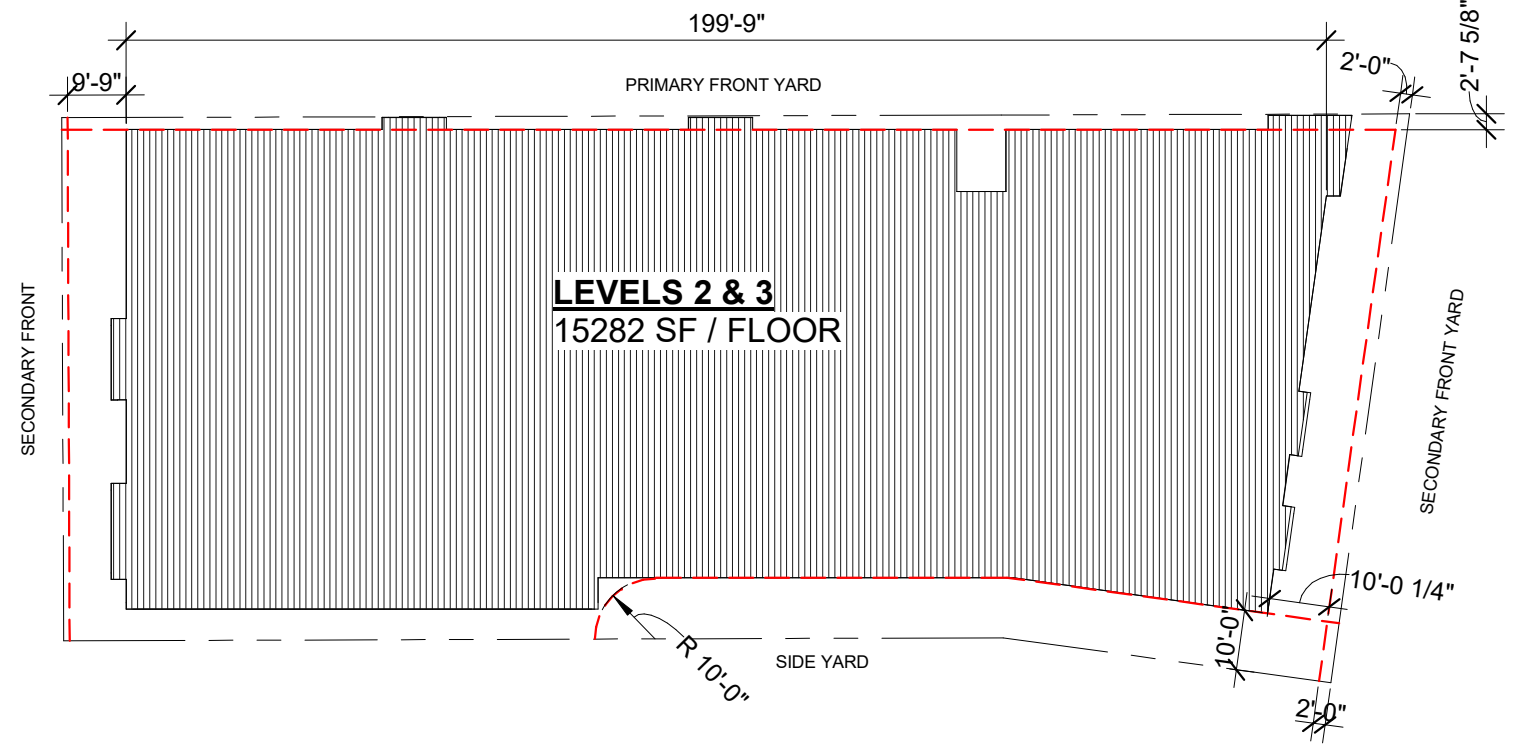 199'-9"
2'-0"
2'-7 5/8"
9'-9"
PRIMARY FRONT YARD
LEVELS 2 & 3
15282 SF / FLOOR
SECONDARY FRONT
SECONDARY FRONT YARD
10'-0 1/4"
10'-0"
R 10'-0"
SIDE YARD
2'-0"